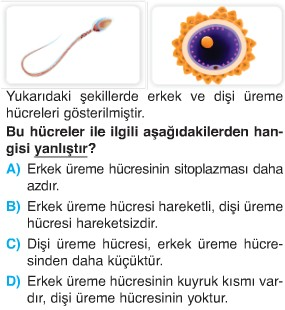 Yukarıdaki şekillerde erkek ve dişi üreme
hücreleri gösterilmiştir.
Bu hücreler ile ilgili aşağıdakilerden han-
gisi yanlıştır?
A) Erkek üreme hücresinin sitoplazması daha
azdır.
B) Erkek üreme hücresi hareketli, dişi üreme
hücresi hareketsizdir.
C) Dişi üreme hücresi, erkek üreme hücre-
sinden daha küçüktür.
D) Erkek üreme hücresinin kuyruk kısmı var-
dır, dişi üreme hücresinin yoktur.